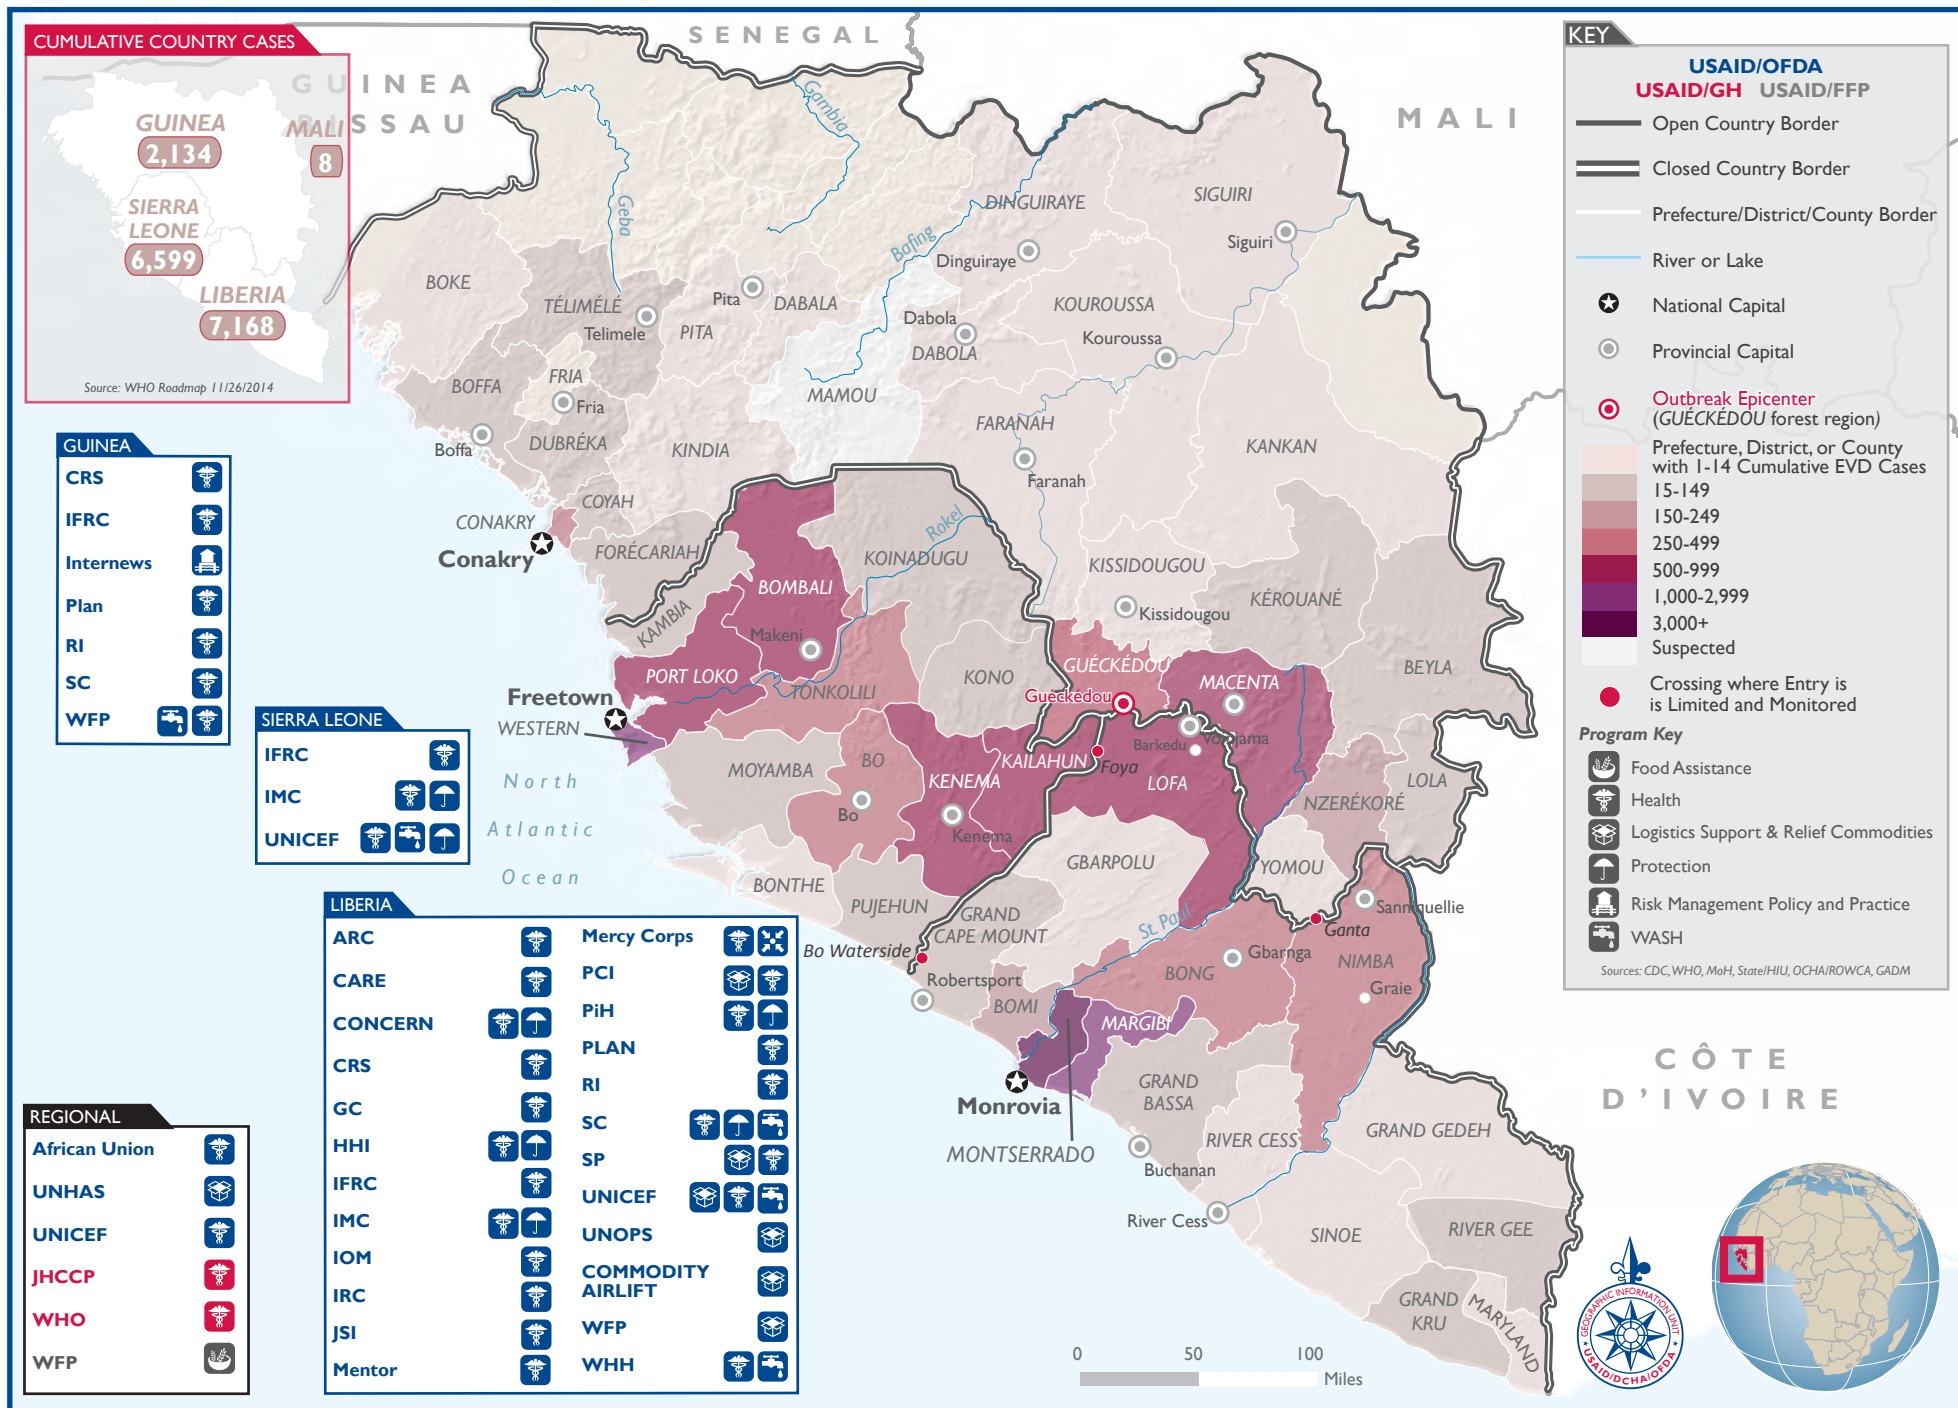 CUMULATIVE COUNTRY CASES
GUINEA
2,134
MALI
8
SIERRA
LEONE
6,599
LIBERIA
7,168
Source: WHO Roadmap 11/26/2014
SENEGAL
GUINEA
BISSAU
MALI
CÔTE
D'IVOIRE
North
Atlantic
Ocean
Gambia
Geba
Bafing
Rokel
St. Paul
BOKE
TÉLIMÉLÉ
Telimele
Pita
PITA
DABALA
DINGUIRAYE
Dinguiraye
SIGUIRI
Siguiri
KOUROUSSA
Kouroussa
Dabola
DABOLA
MAMOU
BOFFA
Boffa
FRIA
Fria
DUBRÉKA
KINDIA
COYAH
CONAKRY
Conakry
FORÉCARIAH
FARANAH
Faranah
KANKAN
KISSIDOUGOU
Kissidougou
KÉROUANÉ
BEYLA
GUÉCKÉDOU
Guéckédou
MACENTA
NZERÉKORÉ
LOLA
YOMOU
KAMBIA
BOMBALI
Makeni
KOINADUGU
PORT LOKO
Freetown
WESTERN
TONKOLILI
KONO
MOYAMBA
BO
Bo
KENEMA
Kenema
KAILAHUN
BONTHE
PUJEHUN
Foya
Barkedu
Voinjama
LOFA
GBARPOLU
GRAND
CAPE MOUNT
Bo Waterside
Robertsport
BOMI
BONG
Gbarnga
Ganta
Sanniquellie
NIMBA
Graie
MARGIBI
Monrovia
MONTSERRADO
GRAND
BASSA
Buchanan
RIVER CESS
River Cess
GRAND GEDEH
SINOE
RIVER GEE
GRAND
KRU
MARYLAND
0 50 100
Miles
GUINEA
CRS
IFRC
Internews
Plan
RI
SC
WFP
SIERRA LEONE
IFRC
IMC
UNICEF
LIBERIA
ARC
CARE
CONCERN
CRS
GC
HHI
IFRC
IMC
IOM
IRC
JSI
Mentor
Mercy Corps
PCI
PiH
PLAN
RI
SC
SP
UNICEF
UNOPS
COMMODITY
AIRLIFT
WFP
WHH
REGIONAL
African Union
UNHAS
UNICEF
JHCCP
WHO
WFP
KEY
USAID/OFDA
USAID/GH USAID/FFP
Open Country Border
Closed Country Border
Prefecture/District/County Border
River or Lake
National Capital
Provincial Capital
Outbreak Epicenter
(GUÉCKÉDOU forest region)
Prefecture, District, or County
with 1-14 Cumulative EVD Cases
15-149
150-249
250-499
500-999
1,000-2,999
3,000+
Suspected
Crossing where Entry is
is Limited and Monitored
Program Key
Food Assistance
Health
Logistics Support & Relief Commodities
Protection
Risk Management Policy and Practice
WASH
Sources: CDC, WHO, MoH, State/HIU, OCHA/ROWCA, GADM
GEOGRAPHIC INFORMATION UNIT
USAID/DCHA/OFDA